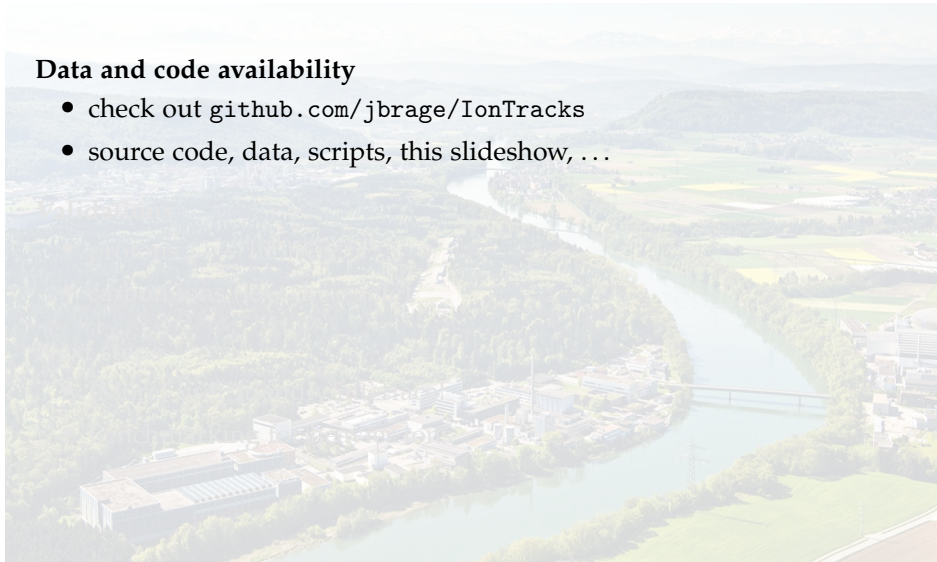 Data and code availability
• check out github.com/jbrage/IonTracks
• source code, data, scripts, this slideshow, ...